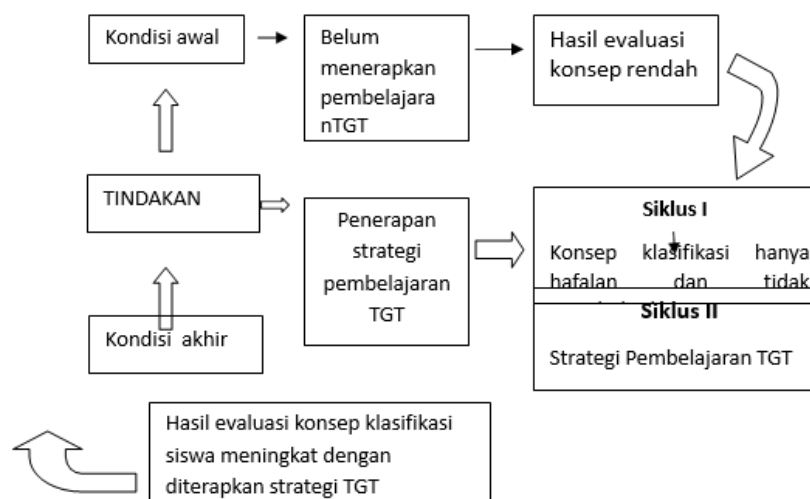 Kondisi awal
Belum
menerapkan
pembelajara
nTGT
Hasil evaluasi
konsep rendah
TINDAKAN
Penerapan
strategi
pembelajaran
TGT
Siklus I
Konsep klasifikasi hanya
hafalan dan tidak
Siklus II
Strategi Pembelajaran TGT
Kondisi akhir
Hasil evaluasi konsep klasifikasi
siswa meningkat dengan
diterapkan strategi TGT